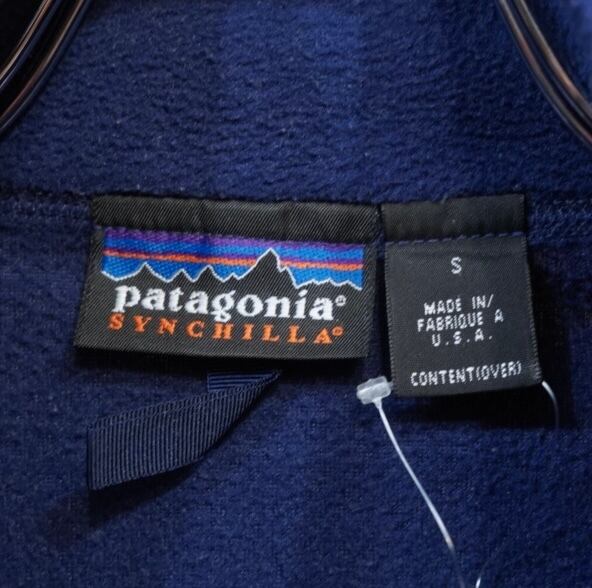 patagonia®
SYNCHILLA®
S
MADE IN/
FABRIQUE A
U.S.A.
CONTENT(OVER)